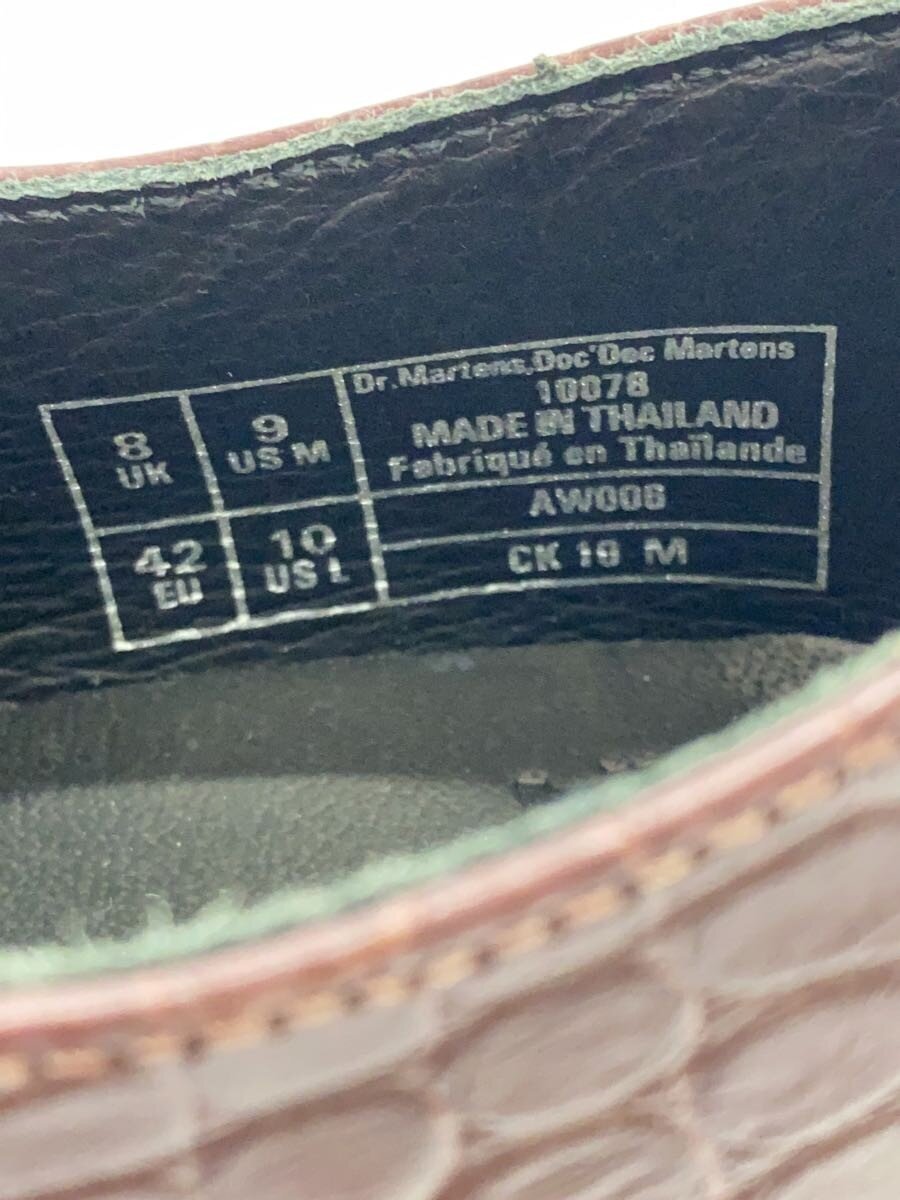 8
UK
9
US M
42
EU
10
US L
Dr.Martens,Doc'Doc Martens
10078
MADE IN THAILAND
Fabriqué en Thaïlande
AW006
CK 19 M